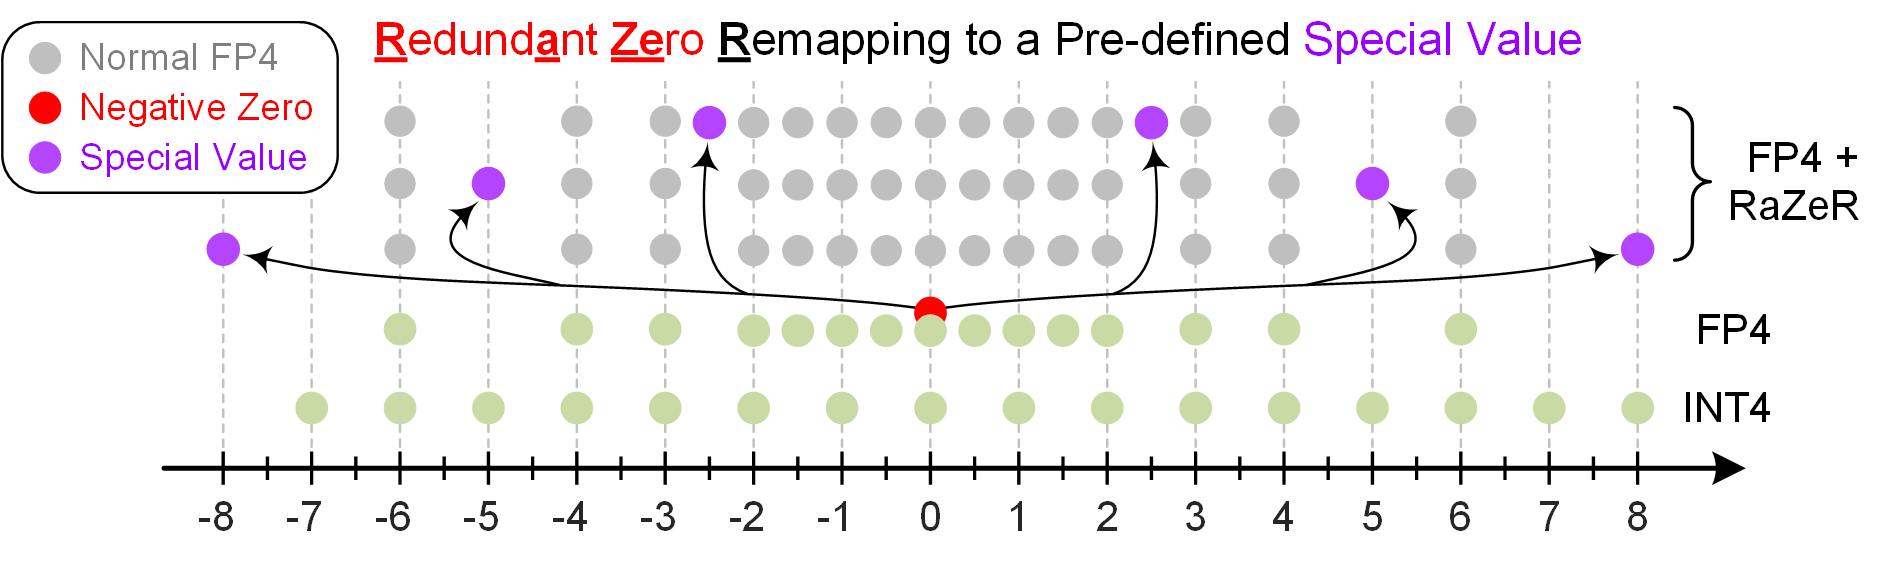 Redundant Zero Remapping to a Pre-defined Special Value
Normal FP4
Negative Zero
Special Value
FP4 +
RaZeR
FP4
INT4
-8 -7 -6 -5 -4 -3 -2 -1 0 1 2 3 4 5 6 7 8